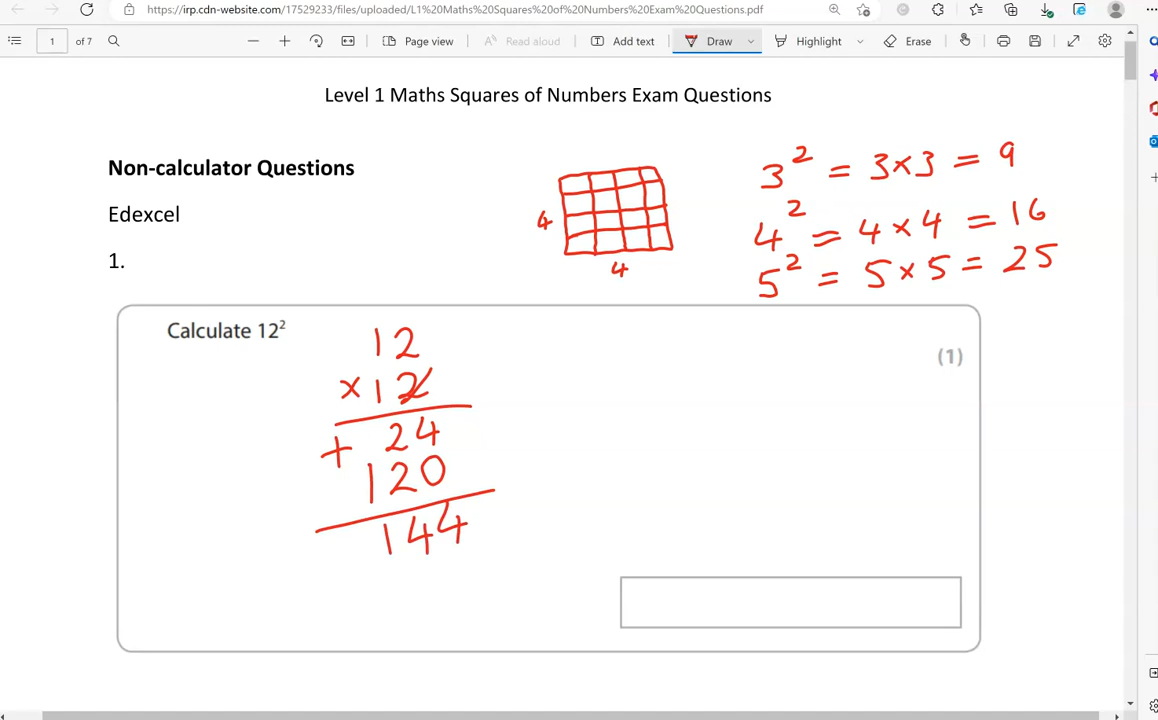 https://irp.cdn-website.com/17529233/files/uploaded/L1%20Maths%20Squares%20of%20Numbers%20Exam%20Questions.pdf
1 of 7 Page view Read aloud Add text Draw Highlight Erase
Level 1 Maths Squares of Numbers Exam Questions
Non-calculator Questions
Edexcel
1.
4
4
3² = 3×3 = 9
4² = 4×4 = 16
5² = 5×5 = 25
Calculate 12²
(1)
12
×12
+ 24
120
144